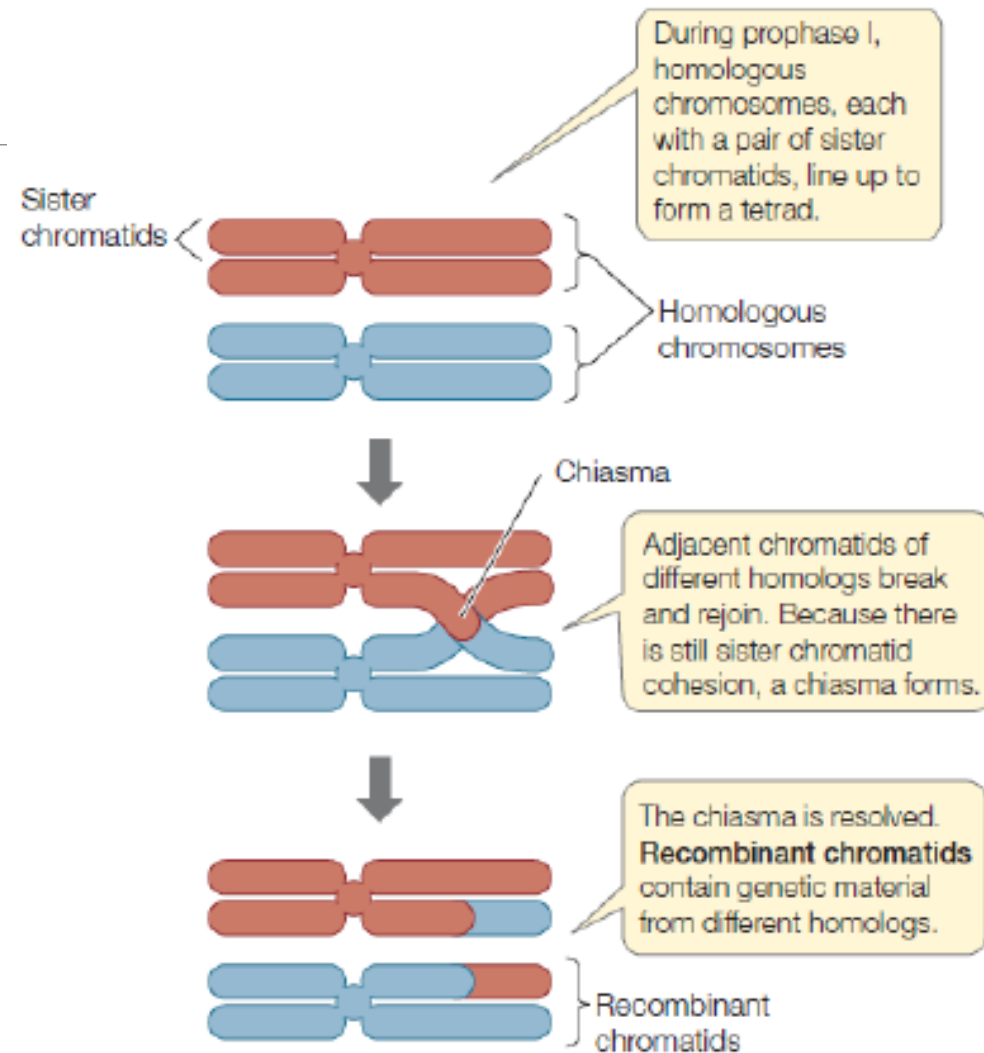 During prophase I,
homologous
chromosomes, each
with a pair of sister
chromatids, line up to
form a tetrad.
Sister
chromatids
Homologous
chromosomes
Chiasma
Adjacent chromatids of
different homologs break
and rejoin. Because there
is still sister chromatid
cohesion, a chiasma forms.
The chiasma is resolved.
Recombinant chromatids
contain genetic material
from different homologs.
Recombinant
chromatids